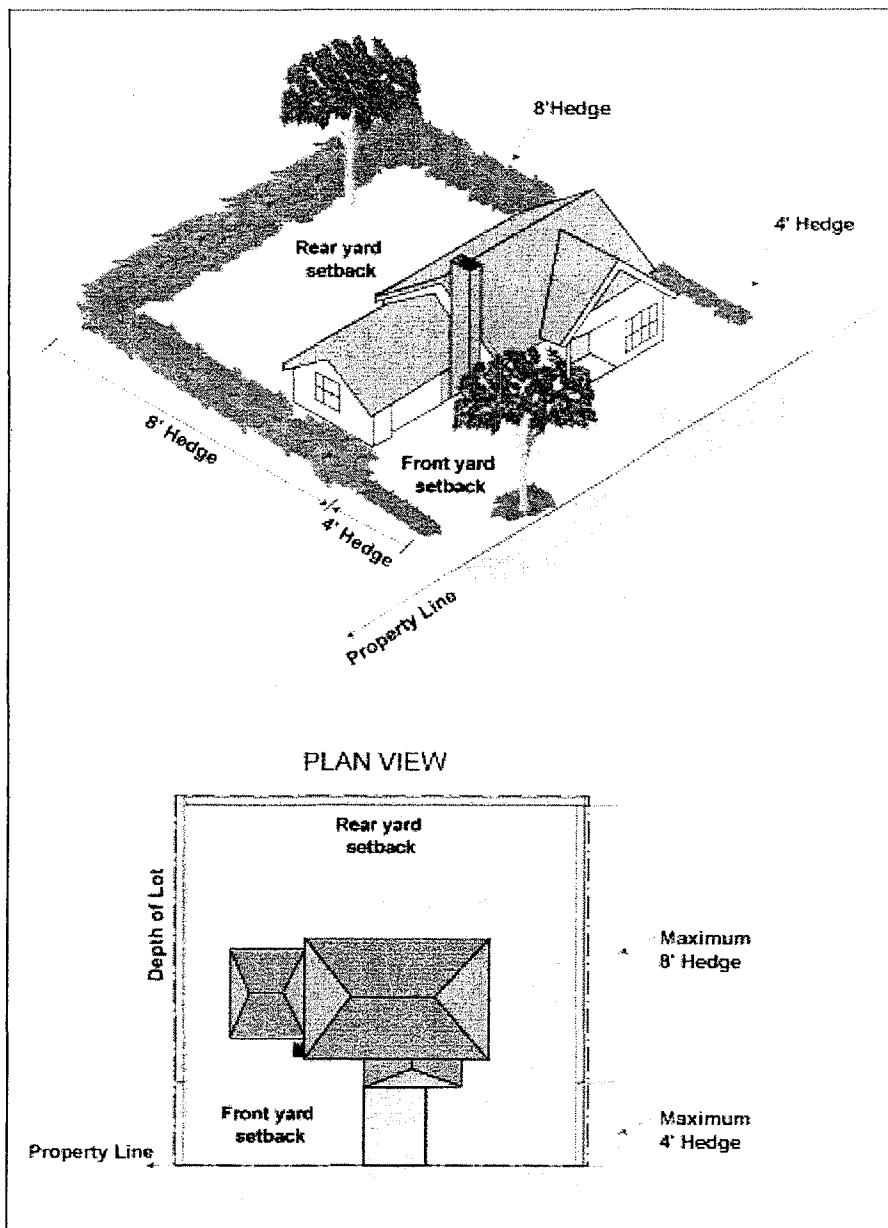 8'Hedge
4' Hedge
Rear yard
setback
8' Hedge
Front yard
setback
4' Hedge
Property Line
PLAN VIEW
Rear yard
setback
Depth of Lot
Maximum
8' Hedge
Front yard
setback
Maximum
4' Hedge
Property Line